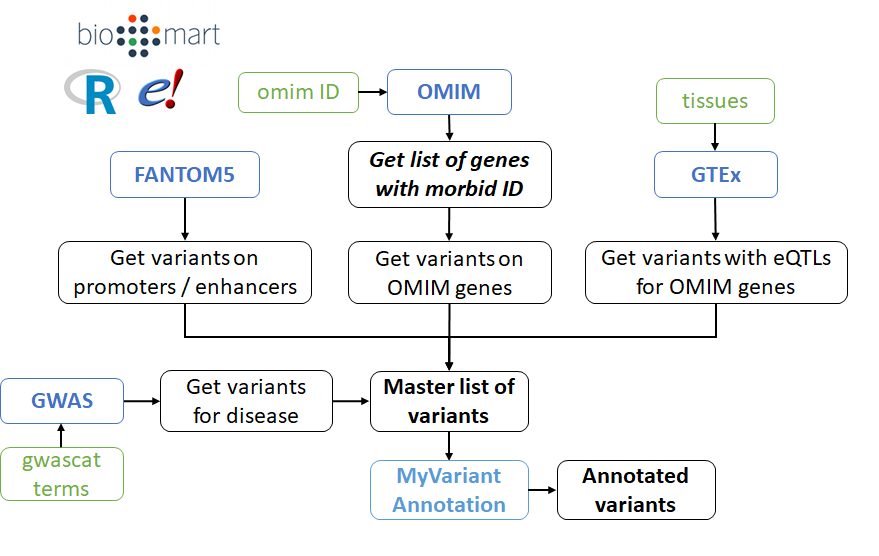 bio mart
R e!
omim ID
OMIM
tissues
Get list of genes
with morbid ID
FANTOM5
GTEx
Get variants on
promoters / enhancers
Get variants on
OMIM genes
Get variants with eQTLs
for OMIM genes
GWAS
Get variants
for disease
Master list of
variants
gwascat
terms
MyVariant
Annotation
Annotated
variants